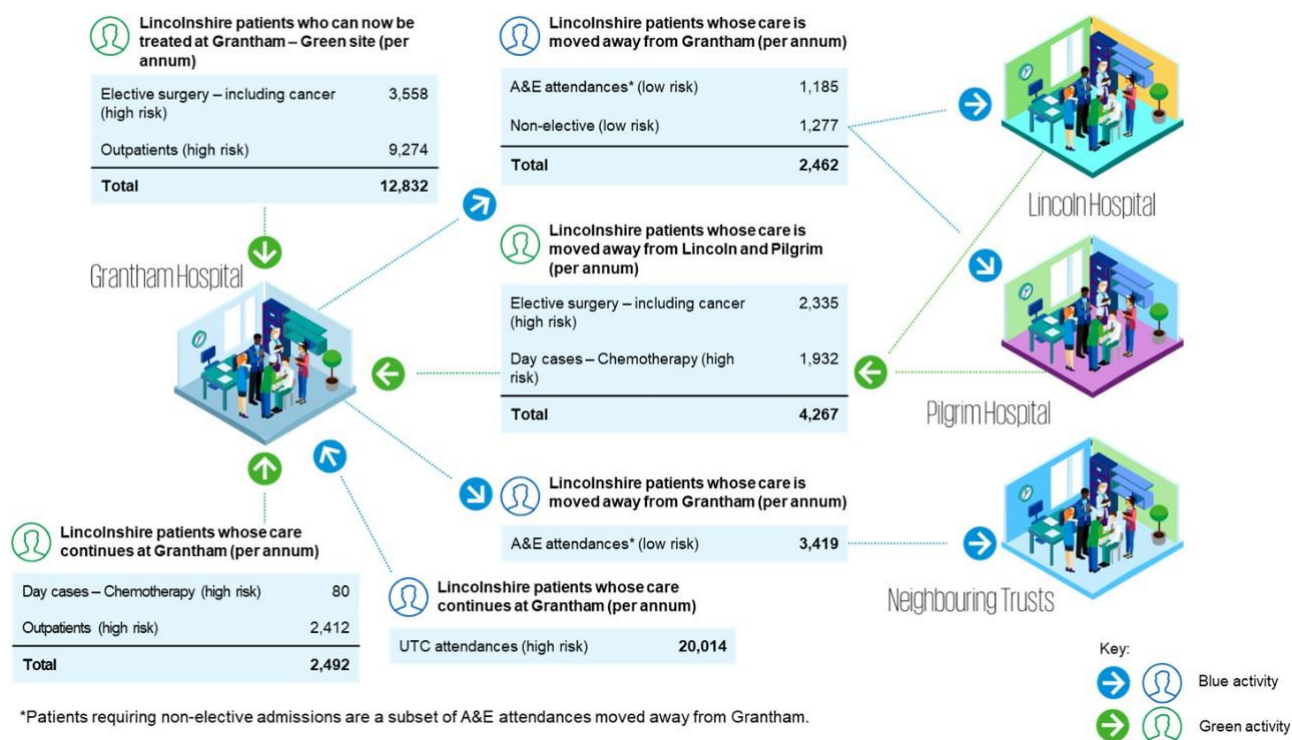 Lincolnshire patients who can now be
treated at Grantham – Green site (per
annum)
Elective surgery – including cancer 3,558
(high risk)
Outpatients (high risk) 9,274
Total 12,832
Lincolnshire patients whose care is
moved away from Grantham (per annum)
A&E attendances* (low risk) 1,185
Non-elective (low risk) 1,277
Total 2,462
Lincoln Hospital
Grantham Hospital
Lincolnshire patients whose care is
moved away from Lincoln and Pilgrim
(per annum)
Elective surgery – including cancer 2,335
(high risk)
Day cases – Chemotherapy (high 1,932
risk)
Total 4,267
Pilgrim Hospital
Lincolnshire patients whose care is
moved away from Grantham (per annum)
A&E attendances* (low risk) 3,419
Neighbouring Trusts
Lincolnshire patients whose care
continues at Grantham (per annum)
Day cases – Chemotherapy (high risk) 80
Outpatients (high risk) 2,412
Total 2,492
Lincolnshire patients whose care
continues at Grantham (per annum)
UTC attendances (high risk) 20,014
Key:
Blue activity
Green activity
*Patients requiring non-elective admissions are a subset of A&E attendances moved away from Grantham.